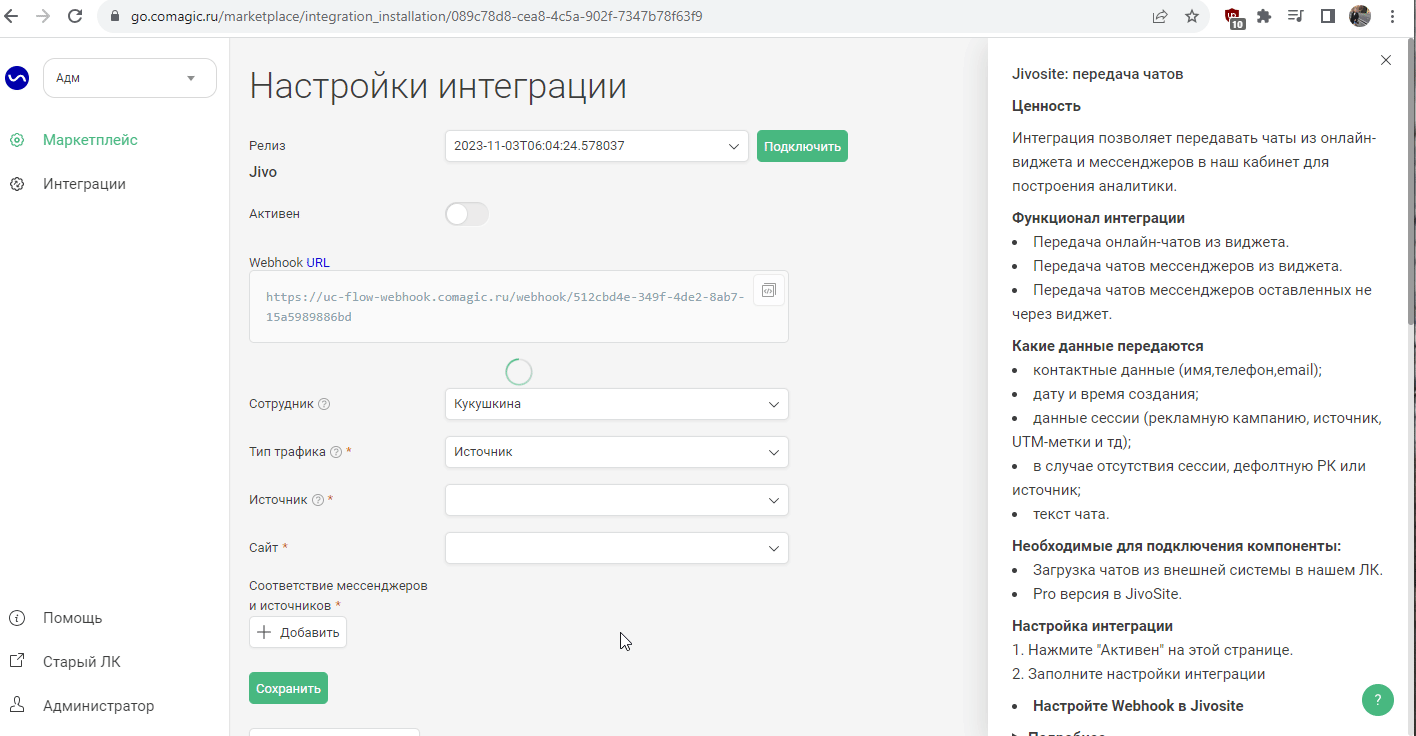 go.comagic.ru/marketplace/integration_installation/089c78d8-cea8-4c5a-902f-7347b78f63f9
10
Адм
Маркетплейс
Интеграции
Помощь
Старый ЛК
Администратор
Настройки интеграции
Релиз
2023-11-03T06:04:24.578037
Подключить
Jivo
Активен
Webhook URL
https://uc-flow-webhook.comagic.ru/webhook/512cbd4e-349f-4de2-8ab7-
15a5989886bd
Сотрудник ?
Кукушкина
Тип трафика ? *
Источник
Источник ? *
Сайт *
Соответствие мессенджеров
и источников *
+ Добавить
Сохранить
Jivosite: передача чатов
Ценность
Интеграция позволяет передавать чаты из онлайн-
виджета и мессенджеров в наш кабинет для
построения аналитики.
Функционал интеграции
• Передача онлайн-чатов из виджета.
• Передача чатов мессенджеров из виджета.
• Передача чатов мессенджеров оставленных не
через виджет.
Какие данные передаются
• контактные данные (имя,телефон,email);
• дату и время создания;
• данные сессии (рекламную кампанию, источник,
UTM-метки и тд);
• в случае отсутствия сессии, дефолтную РК или
источник;
• текст чата.
Необходимые для подключения компоненты:
• Загрузка чатов из внешней системы в нашем ЛК.
• Pro версия в JivoSite.
Настройка интеграции
1. Нажмите "Активен" на этой странице.
2. Заполните настройки интеграции
• Настройте Webhook в Jivosite
Подробнее
?